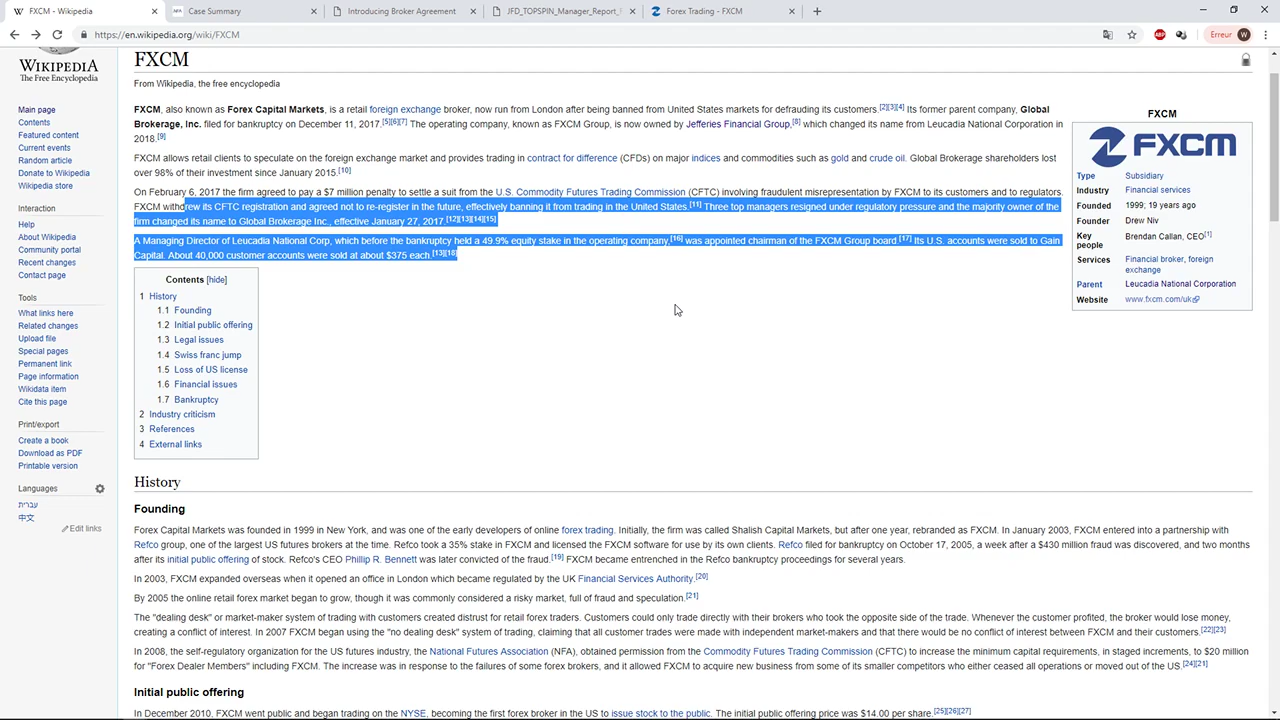 FXCM - Wikipedia
NFA Case Summary
Introducing Broker Agreement
JFD_TOPSPIN_Manager_Report_
Forex Trading - FXCM
https://en.wikipedia.org/wiki/FXCM
ABP
Erreur W
WIKIPEDIA
The Free Encyclopedia
Main page
Contents
Featured content
Current events
Random article
Donate to Wikipedia
Wikipedia store
Interaction
Help
About Wikipedia
Community portal
Recent changes
Contact page
Tools
What links here
Related changes
Upload file
Special pages
Permanent link
Page information
Wikidata item
Cite this page
Print/export
Create a book
Download as PDF
Printable version
Languages
עברית
中文
Edit links
FXCM
From Wikipedia, the free encyclopedia
FXCM, also known as Forex Capital Markets, is a retail foreign exchange broker, now run from London after being banned from United States markets for defrauding its customers.[2][3][4] Its former parent company, Global
Brokerage, Inc. filed for bankruptcy on December 11, 2017.[5][6][7] The operating company, known as FXCM Group, is now owned by Jefferies Financial Group,[8] which changed its name from Leucadia National Corporation in
2018.[9]
FXCM allows retail clients to speculate on the foreign exchange market and provides trading in contract for difference (CFDs) on major indices and commodities such as gold and crude oil. Global Brokerage shareholders lost
over 98% of their investment since January 2015.[10]
On February 6, 2017 the firm agreed to pay a $7 million penalty to settle a suit from the U.S. Commodity Futures Trading Commission (CFTC) involving fraudulent misrepresentation by FXCM to its customers and to regulators.
FXCM withdrew its CFTC registration and agreed not to re-register in the future, effectively banning it from trading in the United States.[11] Three top managers resigned under regulatory pressure and the majority owner of the
firm changed its name to Global Brokerage Inc., effective January 27, 2017.[12][13][14][15]
A Managing Director of Leucadia National Corp, which before the bankruptcy held a 49.9% equity stake in the operating company,[16] was appointed chairman of the FXCM Group board.[17] Its U.S. accounts were sold to Gain
Capital. About 40,000 customer accounts were sold at about $375 each.[13][18]
FXCM
FXCM
Type Subsidiary
Industry Financial services
Founded 1999; 19 years ago
Founder Drew Niv
Key people Brendan Callan, CEO[1]
Services Financial broker, foreign exchange
Parent Leucadia National Corporation
Website www.fxcm.com/uk
Contents [hide]
1 History
1.1 Founding
1.2 Initial public offering
1.3 Legal issues
1.4 Swiss franc jump
1.5 Loss of US license
1.6 Financial issues
1.7 Bankruptcy
2 Industry criticism
3 References
4 External links
History
Founding
Forex Capital Markets was founded in 1999 in New York, and was one of the early developers of online forex trading. Initially, the firm was called Shalish Capital Markets, but after one year, rebranded as FXCM. In January 2003, FXCM entered into a partnership with
Refco group, one of the largest US futures brokers at the time. Refco took a 35% stake in FXCM and licensed the FXCM software for use by its own clients. Refco filed for bankruptcy on October 17, 2005, a week after a $430 million fraud was discovered, and two months
after its initial public offering of stock. Refco's CEO Phillip R. Bennett was later convicted of the fraud.[19] FXCM became entrenched in the Refco bankruptcy proceedings for several years.
In 2003, FXCM expanded overseas when it opened an office in London which became regulated by the UK Financial Services Authority.[20]
By 2005 the online retail forex market began to grow, though it was commonly considered a risky market, full of fraud and speculation.[21]
The "dealing desk" or market-maker system of trading with customers created distrust for retail forex traders. Customers could only trade directly with their brokers who took the opposite side of the trade. Whenever the customer profited, the broker would lose money,
creating a conflict of interest. In 2007 FXCM began using the "no dealing desk" system of trading, claiming that all customer trades were made with independent market-makers and that there would be no conflict of interest between FXCM and their customers.[22][23]
In 2008, the self-regulatory organization for the US futures industry, the National Futures Association (NFA), obtained permission from the Commodity Futures Trading Commission (CFTC) to increase the minimum capital requirements, in staged increments, to $20 million
for "Forex Dealer Members" including FXCM. The increase was in response to the failures of some forex brokers, and it allowed FXCM to acquire new business from some of its smaller competitors who either ceased all operations or moved out of the US.[24][21]
Initial public offering
In December 2010, FXCM went public and began trading on the NYSE, becoming the first forex broker in the US to issue stock to the public. The initial public offering price was $14.00 per share.[25][26][27]